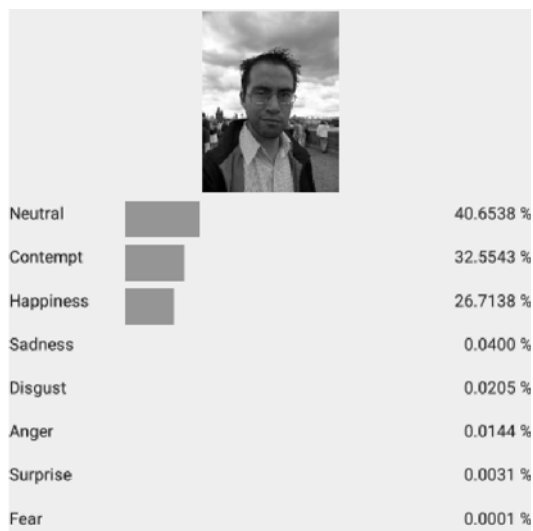 Neutral 40.6538 %
Contempt 32.5543 %
Happiness 26.7138 %
Sadness 0.0400 %
Disgust 0.0205 %
Anger 0.0144 %
Surprise 0.0031 %
Fear 0.0001 %